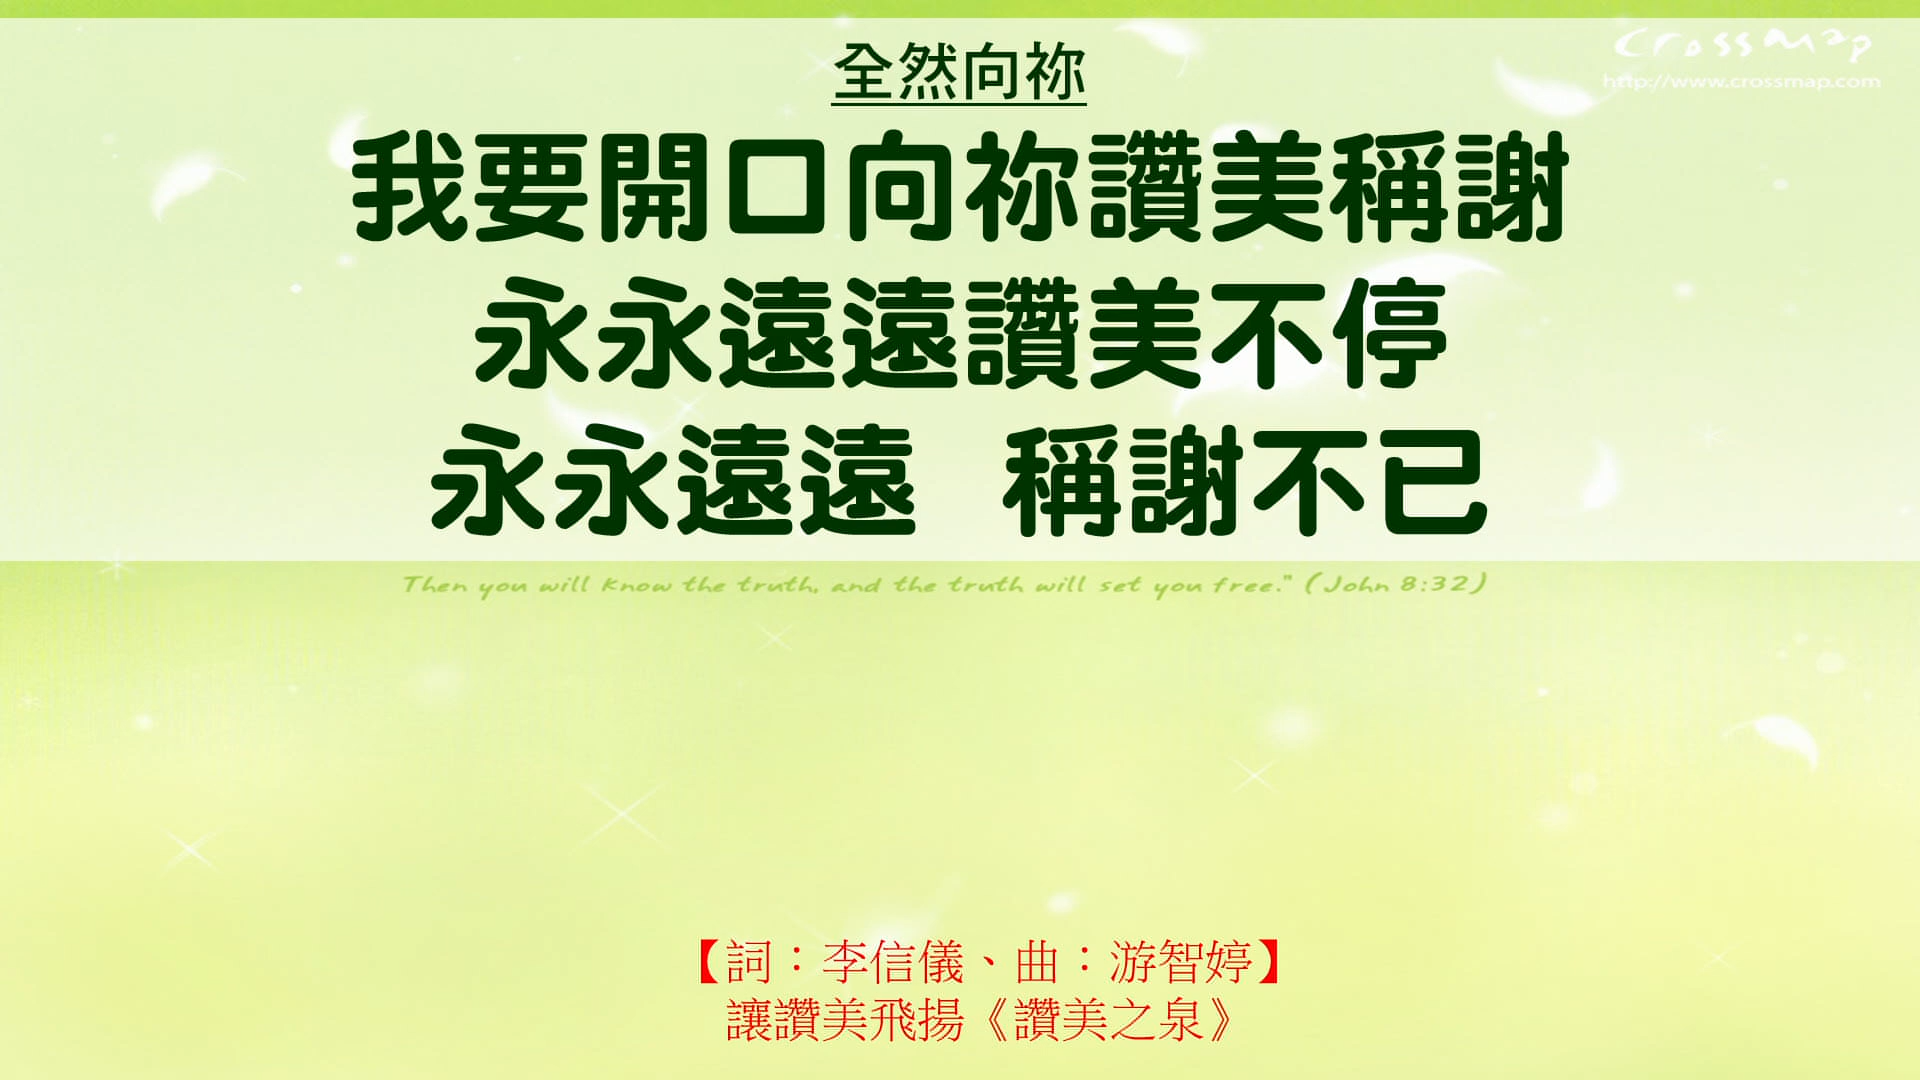 全然向祢
crossmap
http://www.crossmap.com
我要開口向祢讚美稱謝
永永遠遠讚美不停
永永遠遠 稱謝不已
Then you will know the truth, and the truth will set you free." (John 8:32)
【詞：李信儀、曲：游智婷】
讓讚美飛揚《讚美之泉》